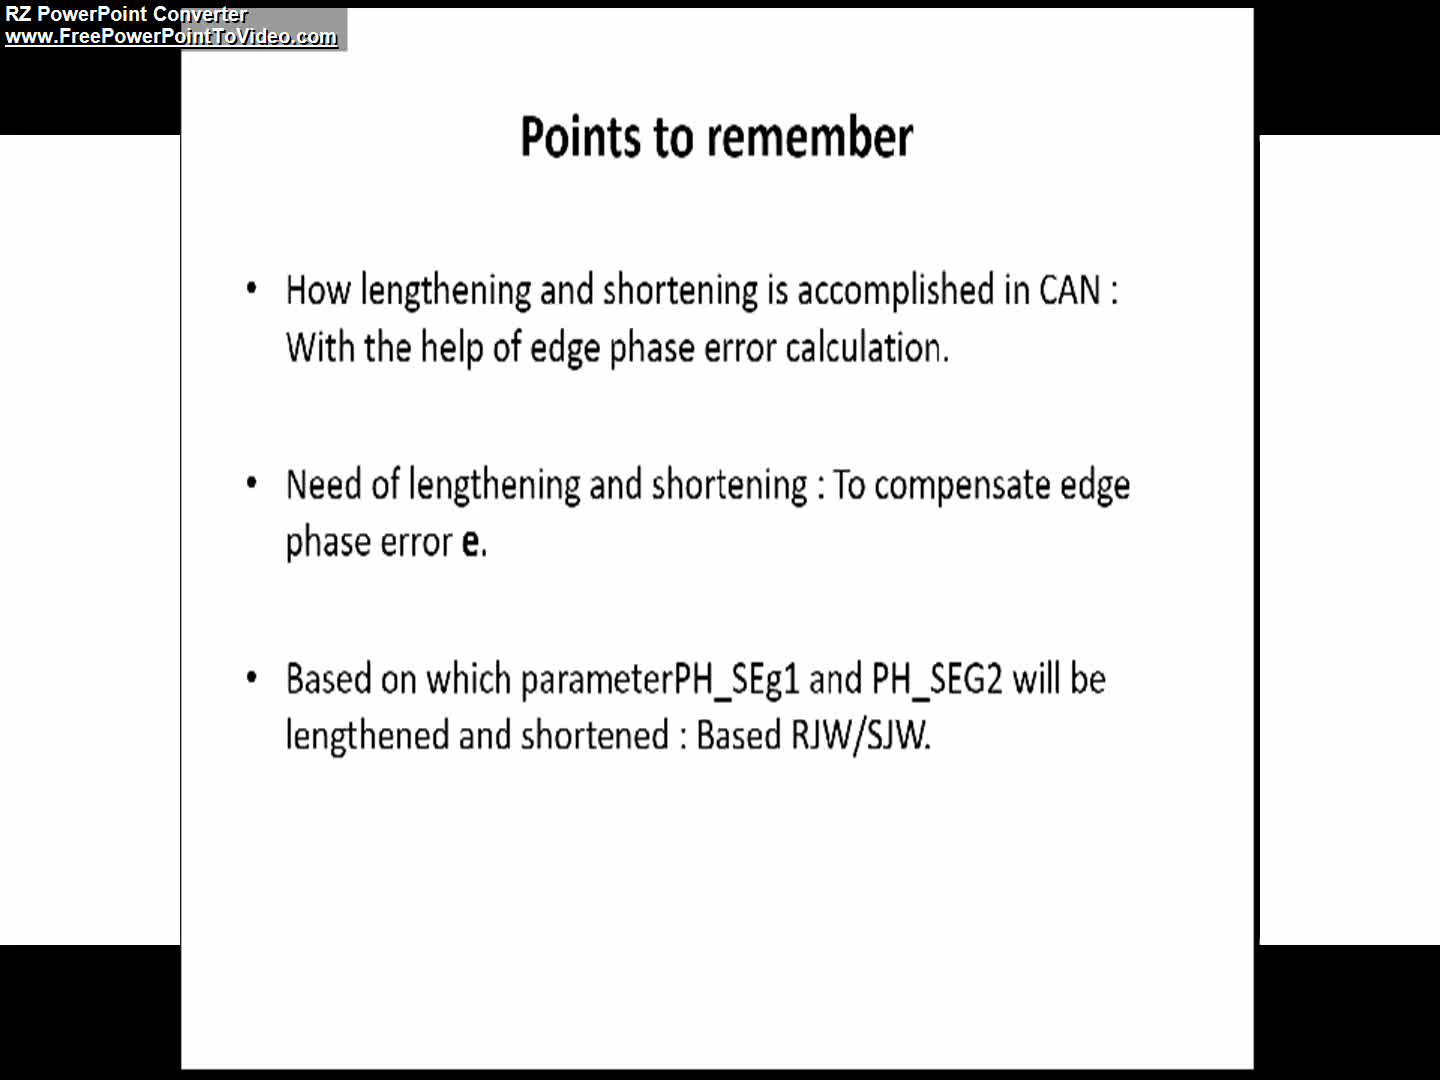 RZ PowerPoint Converter
www.FreePowerPointToVideo.com
Points to remember
• How lengthening and shortening is accomplished in CAN :
With the help of edge phase error calculation.
• Need of lengthening and shortening : To compensate edge
phase error e.
• Based on which parameterPH_SEg1 and PH_SEG2 will be
lengthened and shortened : Based RJW/SJW.